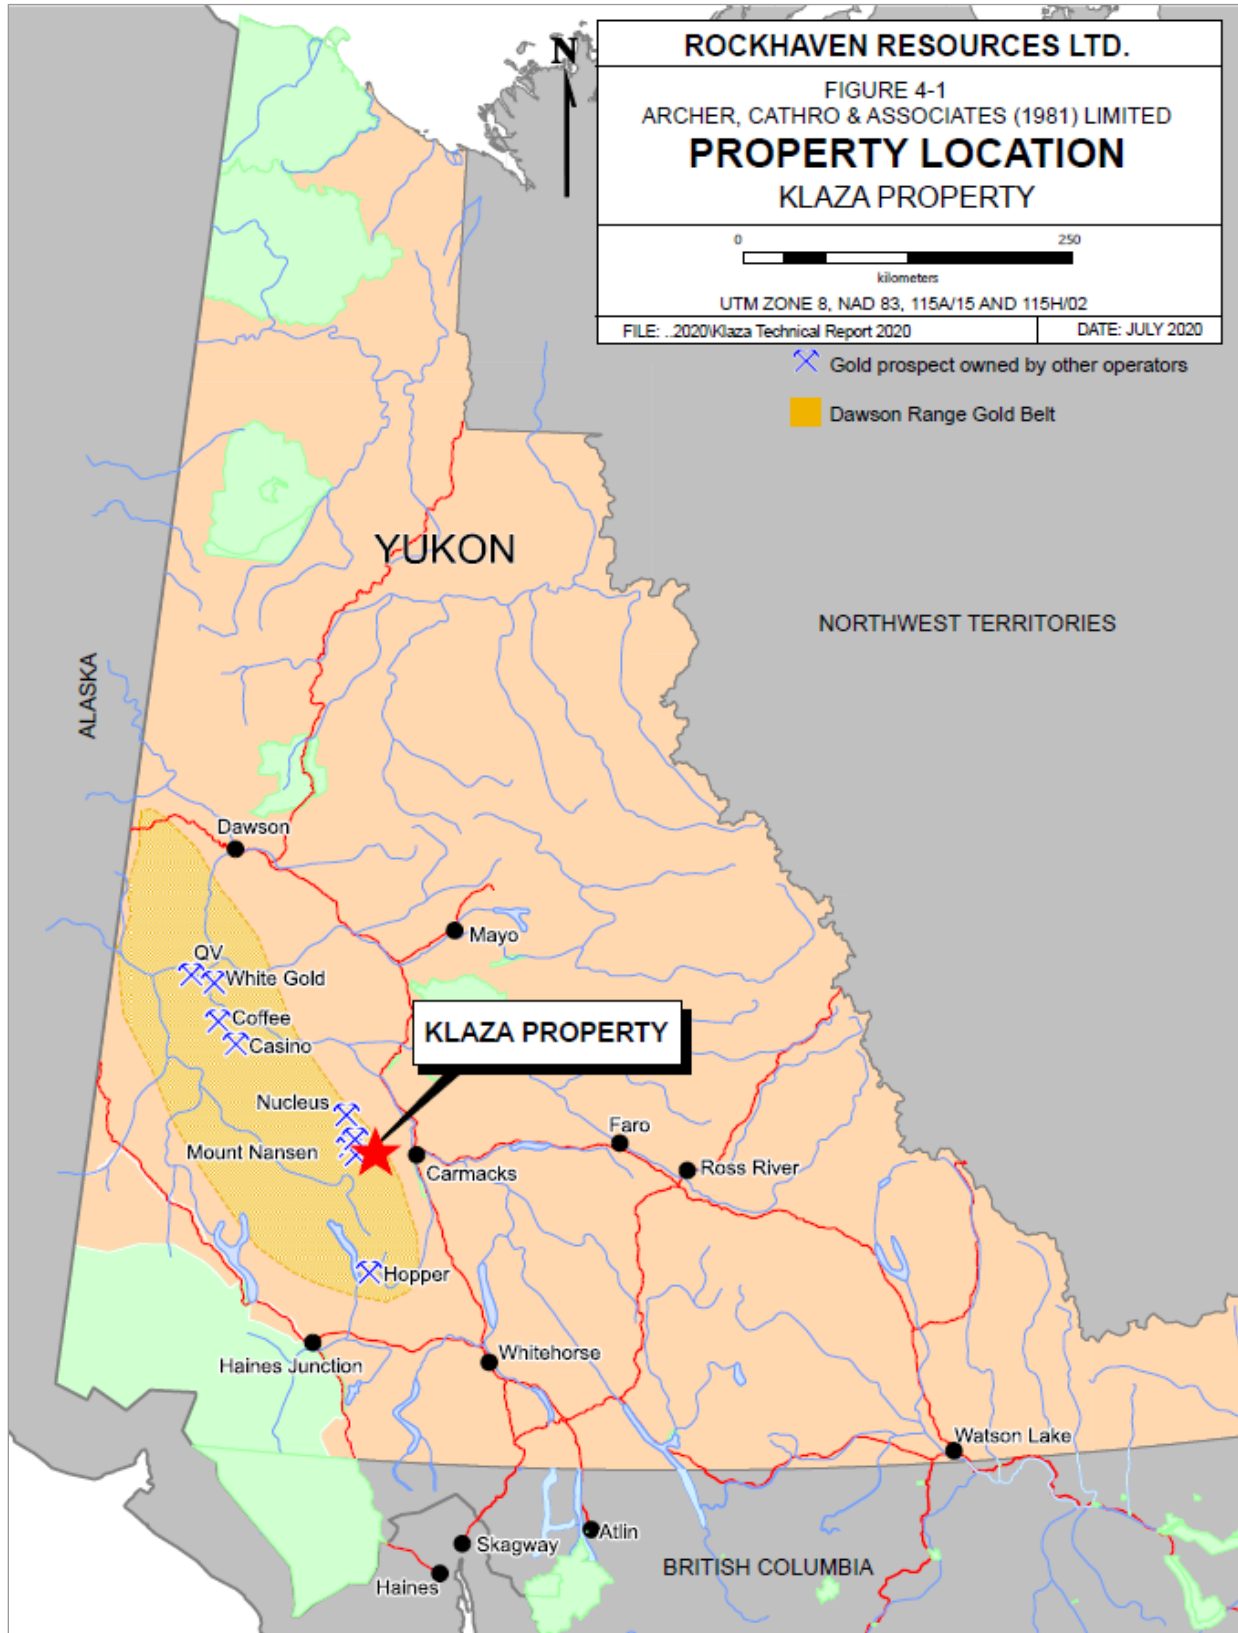 N
ROCKHAVEN RESOURCES LTD.
FIGURE 4-1
ARCHER, CATHRO & ASSOCIATES (1981) LIMITED
PROPERTY LOCATION
KLAZA PROPERTY
0 250
kilometers
UTM ZONE 8, NAD 83, 115A/15 AND 115H/02
FILE: ..2020\Klaza Technical Report 2020 DATE: JULY 2020
Gold prospect owned by other operators
Dawson Range Gold Belt
YUKON
NORTHWEST TERRITORIES
ALASKA
Dawson
Mayo
QV
White Gold
Coffee
Casino
KLAZA PROPERTY
Nucleus
Mount Nansen
Carmacks
Faro
Ross River
Hopper
Haines Junction
Whitehorse
Watson Lake
Skagway
Atlin
Haines
BRITISH COLUMBIA